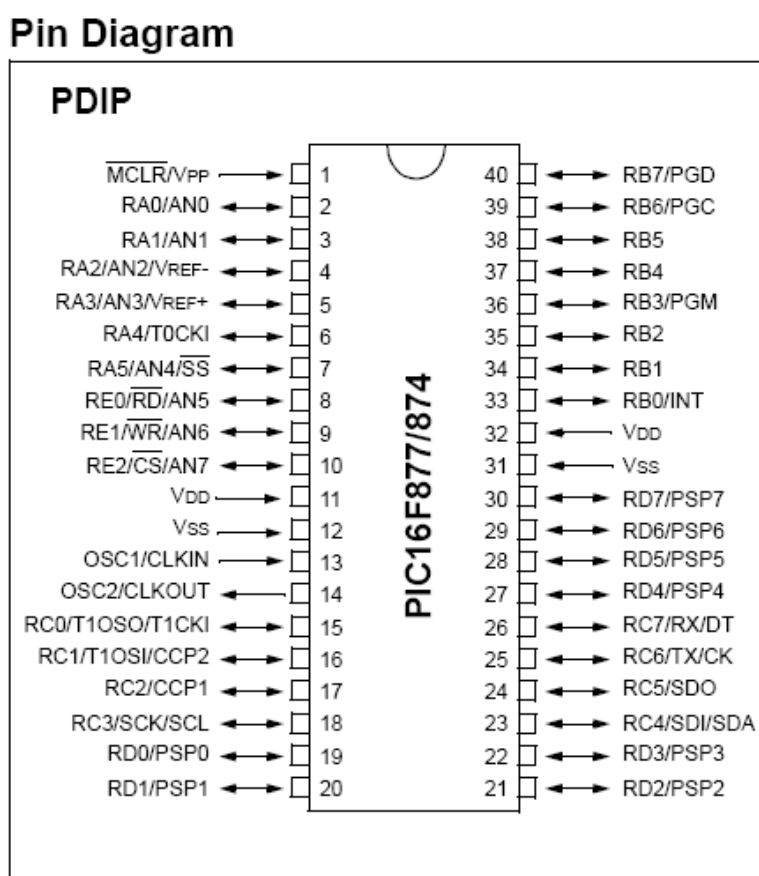 Pin Diagram
PDIP
MCLR/VPP 1 40 RB7/PGD
RA0/AN0 2 39 RB6/PGC
RA1/AN1 3 38 RB5
RA2/AN2/VREF- 4 37 RB4
RA3/AN3/VREF+ 5 36 RB3/PGM
RA4/T0CKI 6 35 RB2
RA5/AN4/SS 7 34 RB1
RE0/RD/AN5 8 33 RB0/INT
RE1/WR/AN6 9 32 VDD
RE2/CS/AN7 10 31 VSS
VDD 11 30 RD7/PSP7
VSS 12 29 RD6/PSP6
OSC1/CLKIN 13 28 RD5/PSP5
OSC2/CLKOUT 14 27 RD4/PSP4
RC0/T1OSO/T1CKI 15 26 RC7/RX/DT
RC1/T1OSI/CCP2 16 25 RC6/TX/CK
RC2/CCP1 17 24 RC5/SDO
RC3/SCK/SCL 18 23 RC4/SDI/SDA
RD0/PSP0 19 22 RD3/PSP3
RD1/PSP1 20 21 RD2/PSP2
PIC16F877/874